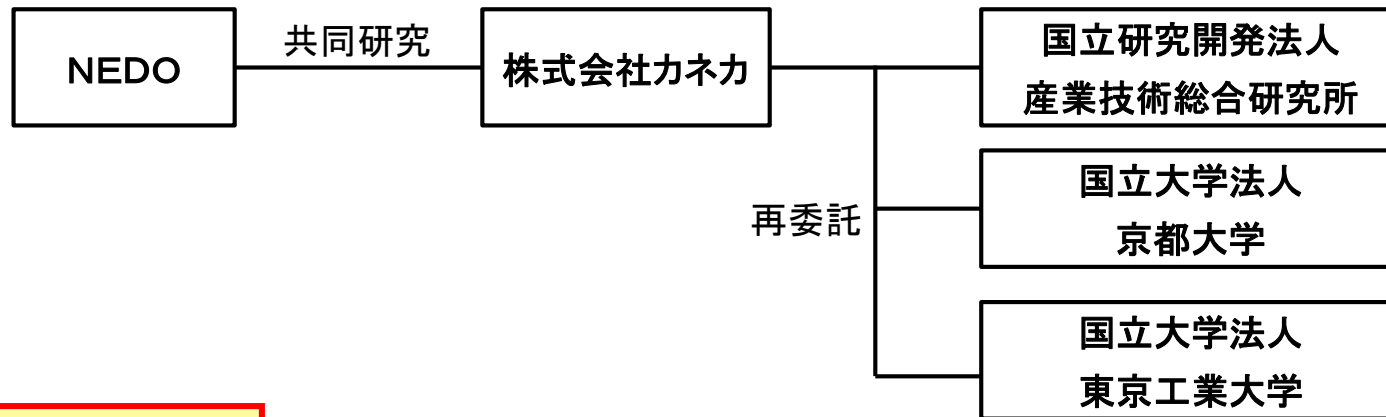 NEDO
共同研究
株式会社カネカ
国立研究開発法人
産業技術総合研究所
再委託
国立大学法人
京都大学
国立大学法人
東京工業大学